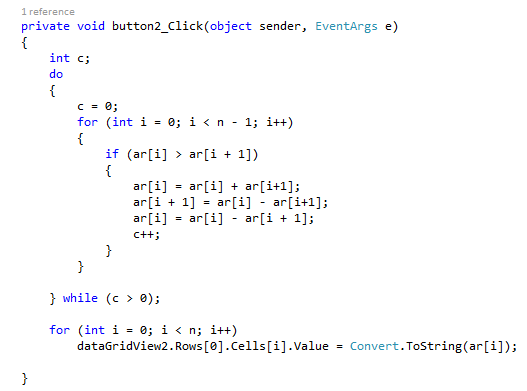 1 reference
private void button2_Click(object sender, EventArgs e)
{
    int c;
    do
    {
        c = 0;
        for (int i = 0; i < n - 1; i++)
        {
            if (ar[i] > ar[i + 1])
            {
                ar[i] = ar[i] + ar[i+1];
                ar[i + 1] = ar[i] - ar[i+1];
                ar[i] = ar[i] - ar[i + 1];
                c++;
            }
        }

    } while (c > 0);

    for (int i = 0; i < n; i++)
        dataGridView2.Rows[0].Cells[i].Value = Convert.ToString(ar[i]);

}